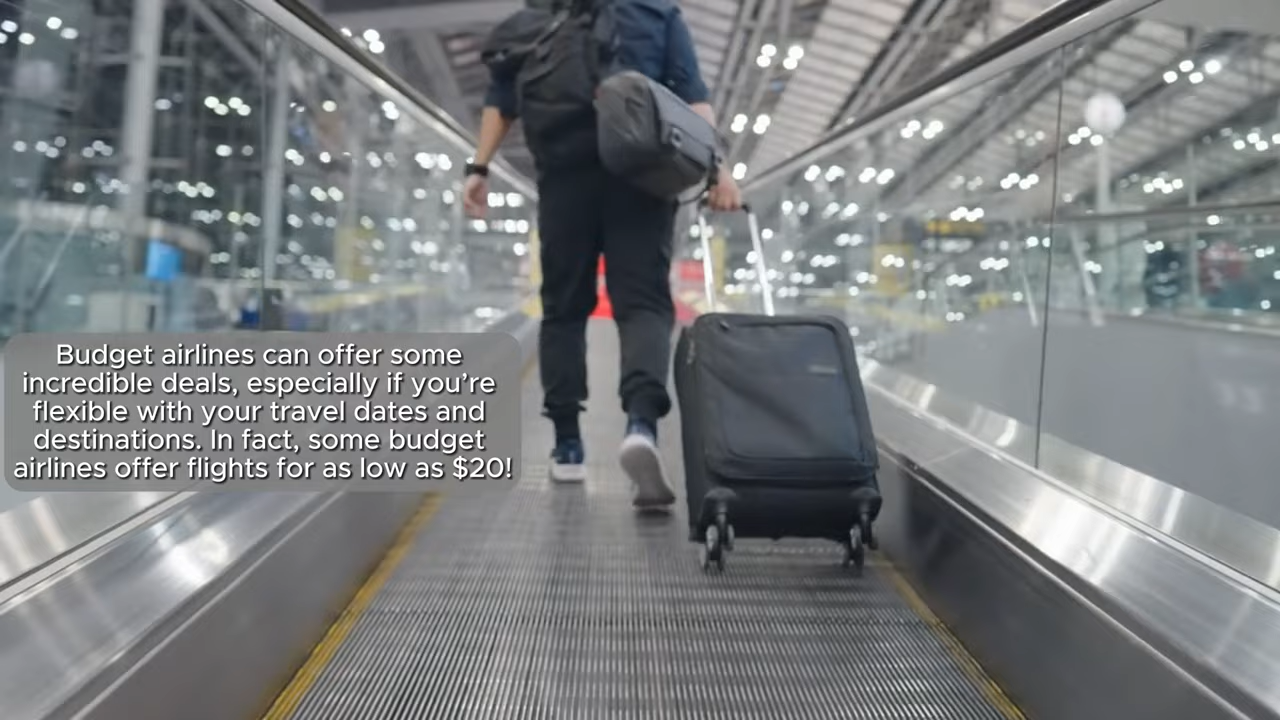 Budget airlines can offer some
incredible deals, especially if you’re
flexible with your travel dates and
destinations. In fact, some budget
airlines offer flights for as low as $20!